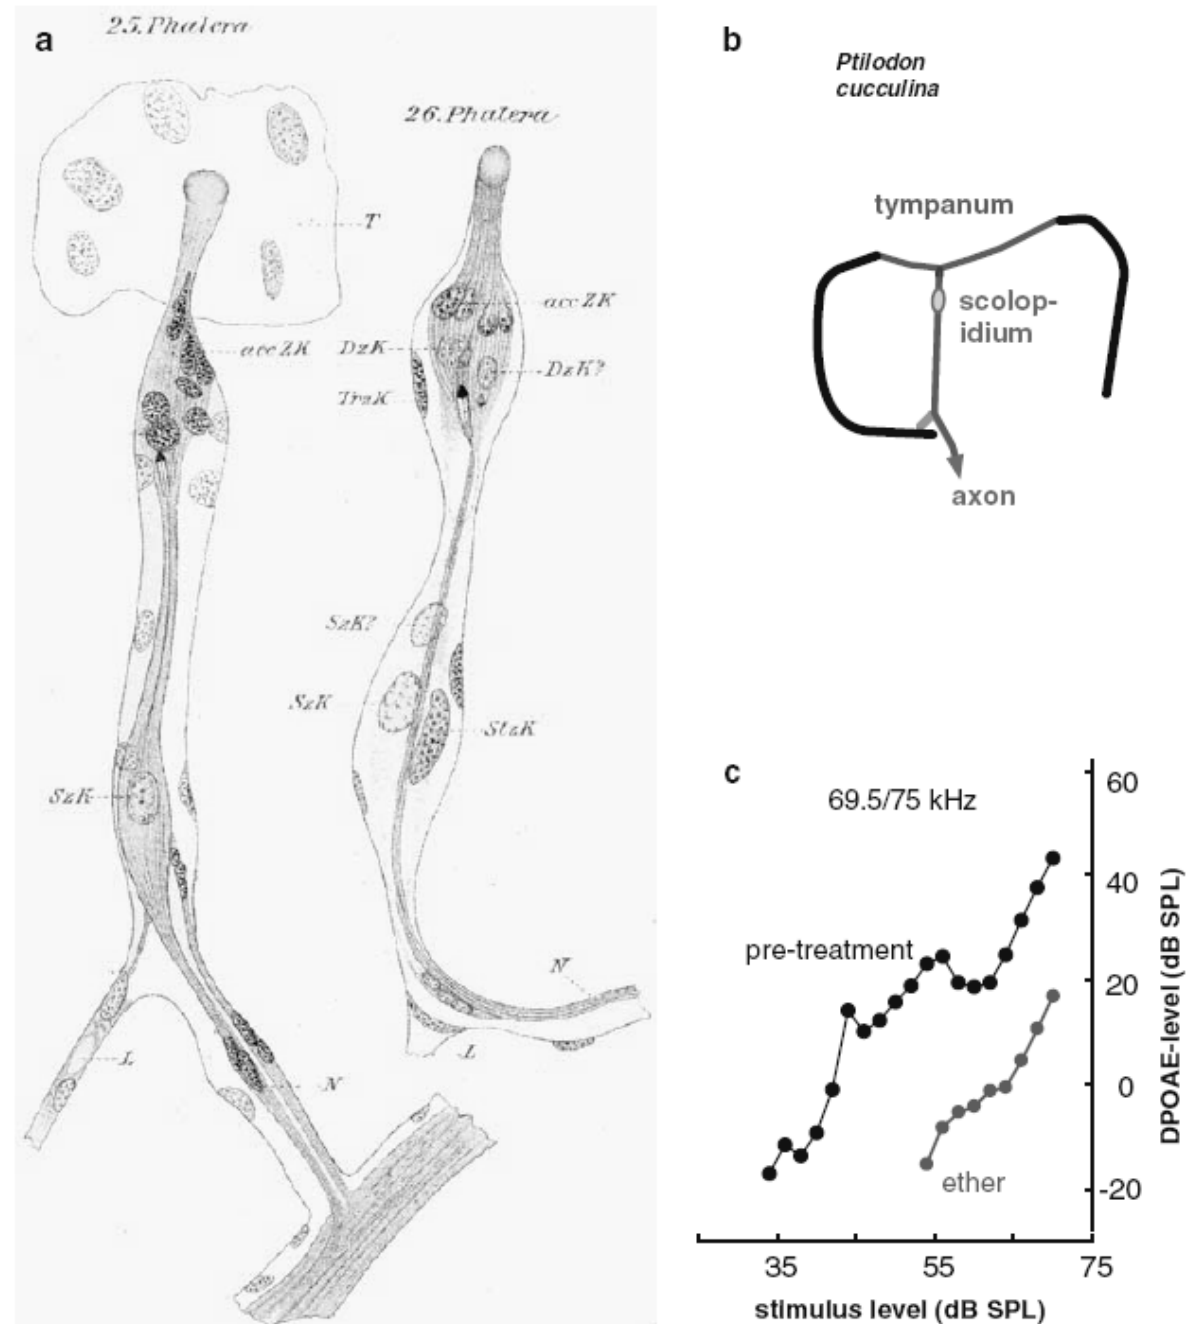 a
25. Phalera
26. Phalera
T
acc ZK
acc ZK
DzK
DzK?
TrzK
SzK?
SzK
StzK
SzK
N
L
L
N
b
Ptilodon
cucculina
tympanum
scolop-
idium
axon
c
69.5/75 kHz
pre-treatment
ether
60
40
20
0
-20
DPOAE-level (dB SPL)
35 55 75
stimulus level (dB SPL)